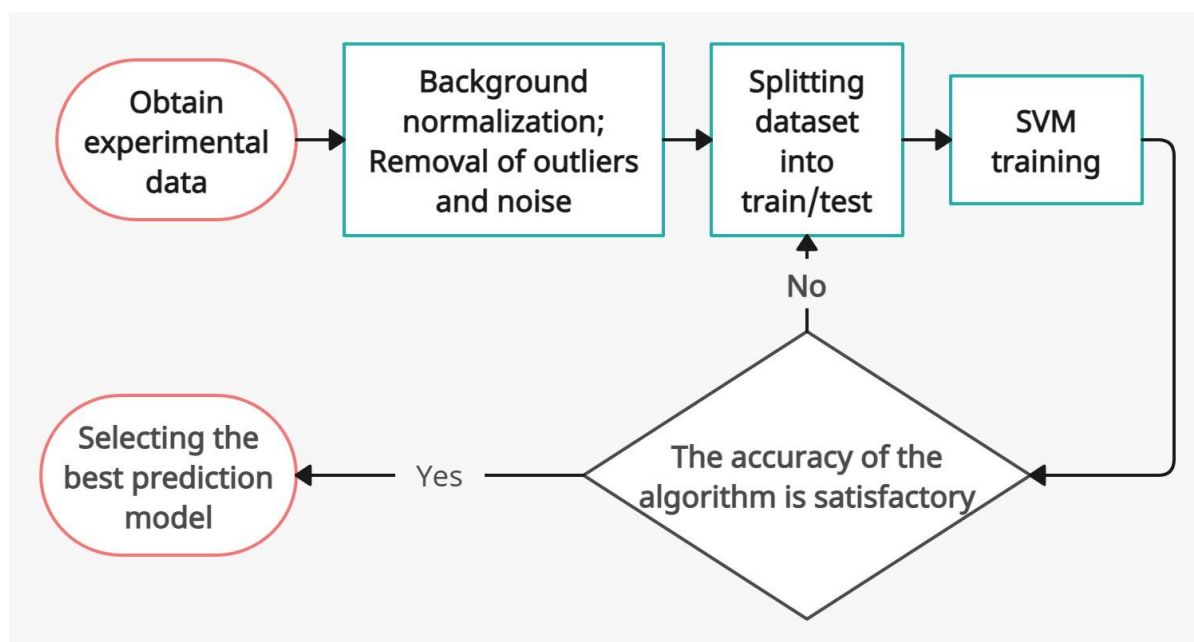 Obtain
experimental
data
Background
normalization;
Removal of outliers
and noise
Splitting
dataset
into
train/test
SVM
training
No
The accuracy of the
algorithm is satisfactory
Yes
Selecting the
best prediction
model